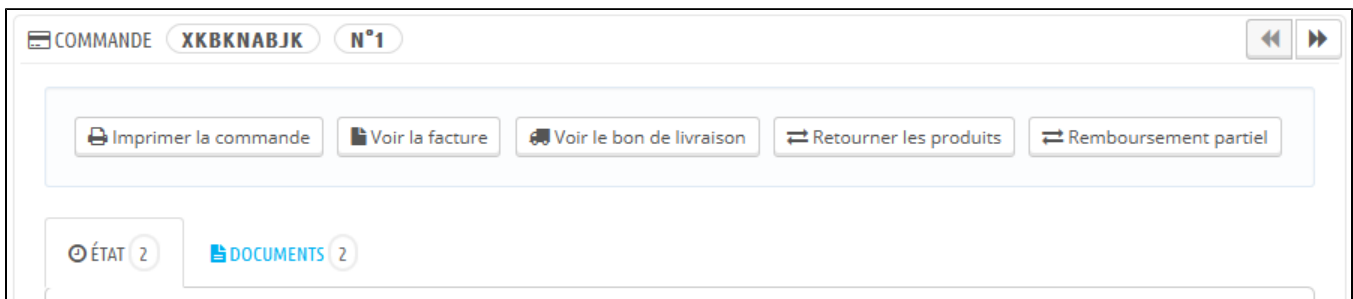 COMMANDE XKBKNABJK N°1
Imprimer la commande Voir la facture Voir le bon de livraison Retourner les produits Remboursement partiel
ÉTAT 2 DOCUMENTS 2